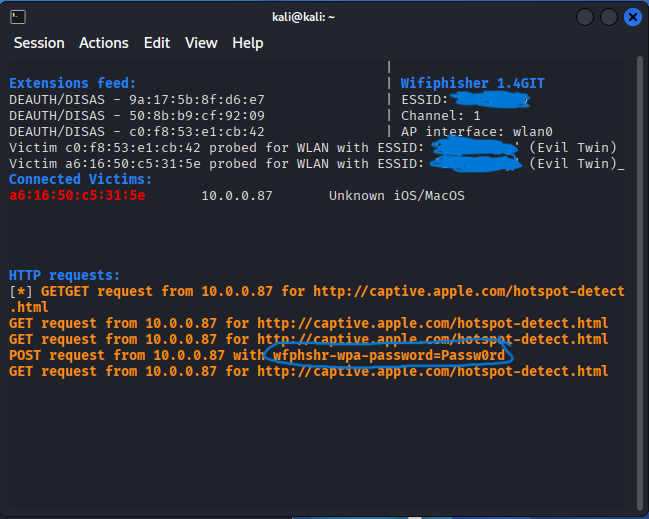 kali@kali: ~
Session Actions Edit View Help
|
Extensions feed: | Wifiphisher 1.4GIT
DEAUTH/DISAS - 9a:17:5b:8f:d6:e7 | ESSID:
DEAUTH/DISAS - 50:8b:b9:cf:92:09 | Channel: 1
DEAUTH/DISAS - c0:f8:53:e1:cb:42 | AP interface: wlan0
Victim c0:f8:53:e1:cb:42 probed for WLAN with ESSID: ' (Evil Twin)
Victim a6:16:50:c5:31:5e probed for WLAN with ESSID: ' (Evil Twin)_
Connected Victims:
a6:16:50:c5:31:5e 10.0.0.87 Unknown iOS/MacOS
HTTP requests:
[*] GETGET request from 10.0.0.87 for http://captive.apple.com/hotspot-detect
.html
GET request from 10.0.0.87 for http://captive.apple.com/hotspot-detect.html
GET request from 10.0.0.87 for http://captive.apple.com/hotspot-detect.html
POST request from 10.0.0.87 with wfphshr-wpa-password=Passw0rd
GET request from 10.0.0.87 for http://captive.apple.com/hotspot-detect.html